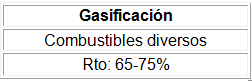 Gasificación
Combustibles diversos
Rto: 65-75%